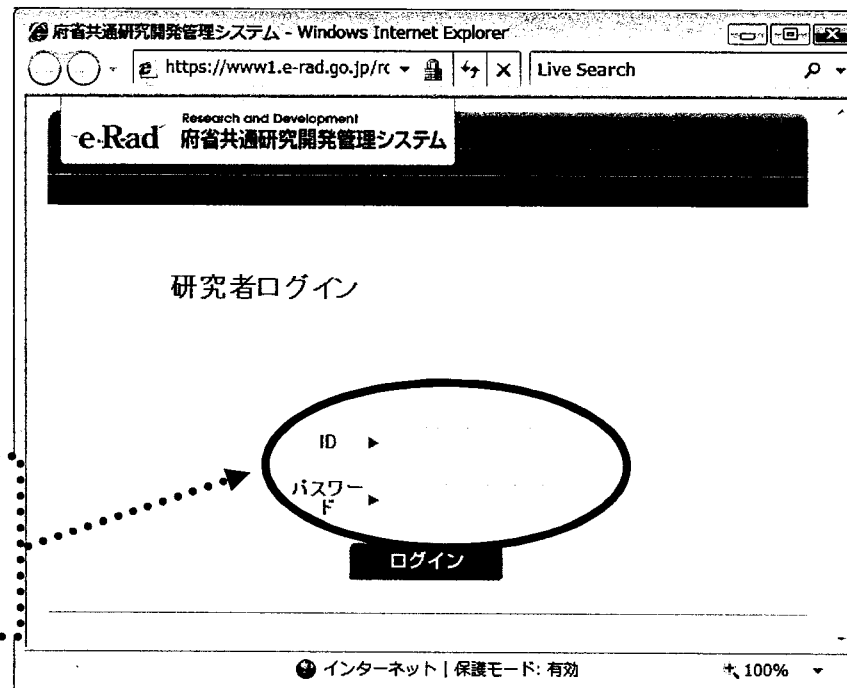 府省共通研究開発管理システム - Windows Internet Explorer
https://www1.e-rad.go.jp/rc
Live Search
Research and Development
e-Rad 府省共通研究開発管理システム
研究者ログイン
ID ▶
パスワー
ド ▶
ログイン
インターネット | 保護モード: 有効
100%